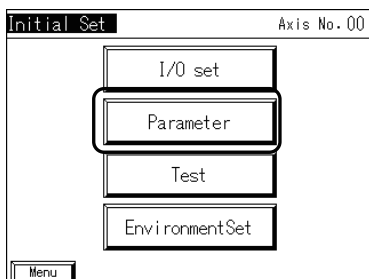 Initial Set Axis No.00
I/O set
Parameter
Test
EnvironmentSet
Menu